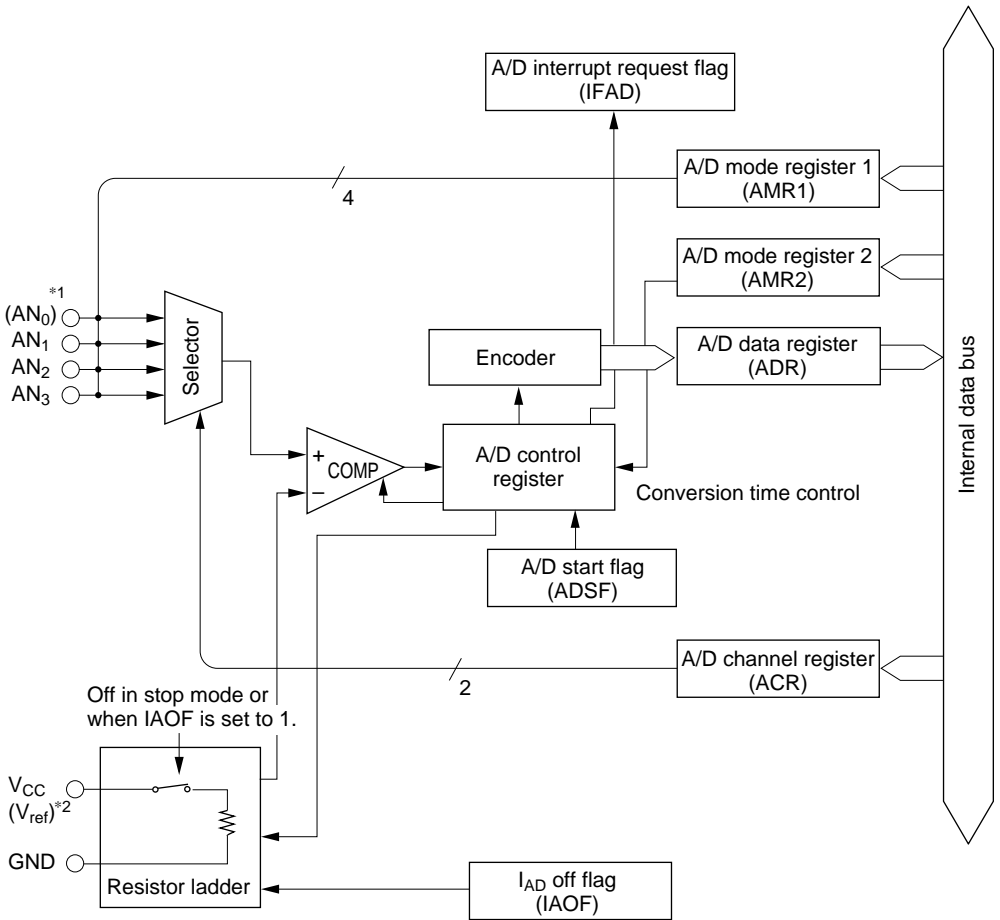 A/D interrupt request flag
(IFAD)
A/D mode register 1
(AMR1)
4
A/D mode register 2
(AMR2)
*1
(AN0)
AN1
AN2
AN3
Selector
Encoder
A/D data register
(ADR)
Internal data bus
+
COMP
−
A/D control
register
Conversion time control
A/D start flag
(ADSF)
A/D channel register
(ACR)
2
Off in stop mode or
when IAOF is set to 1.
VCC
(Vref)*2
GND
Resistor ladder
IAD off flag
(IAOF)